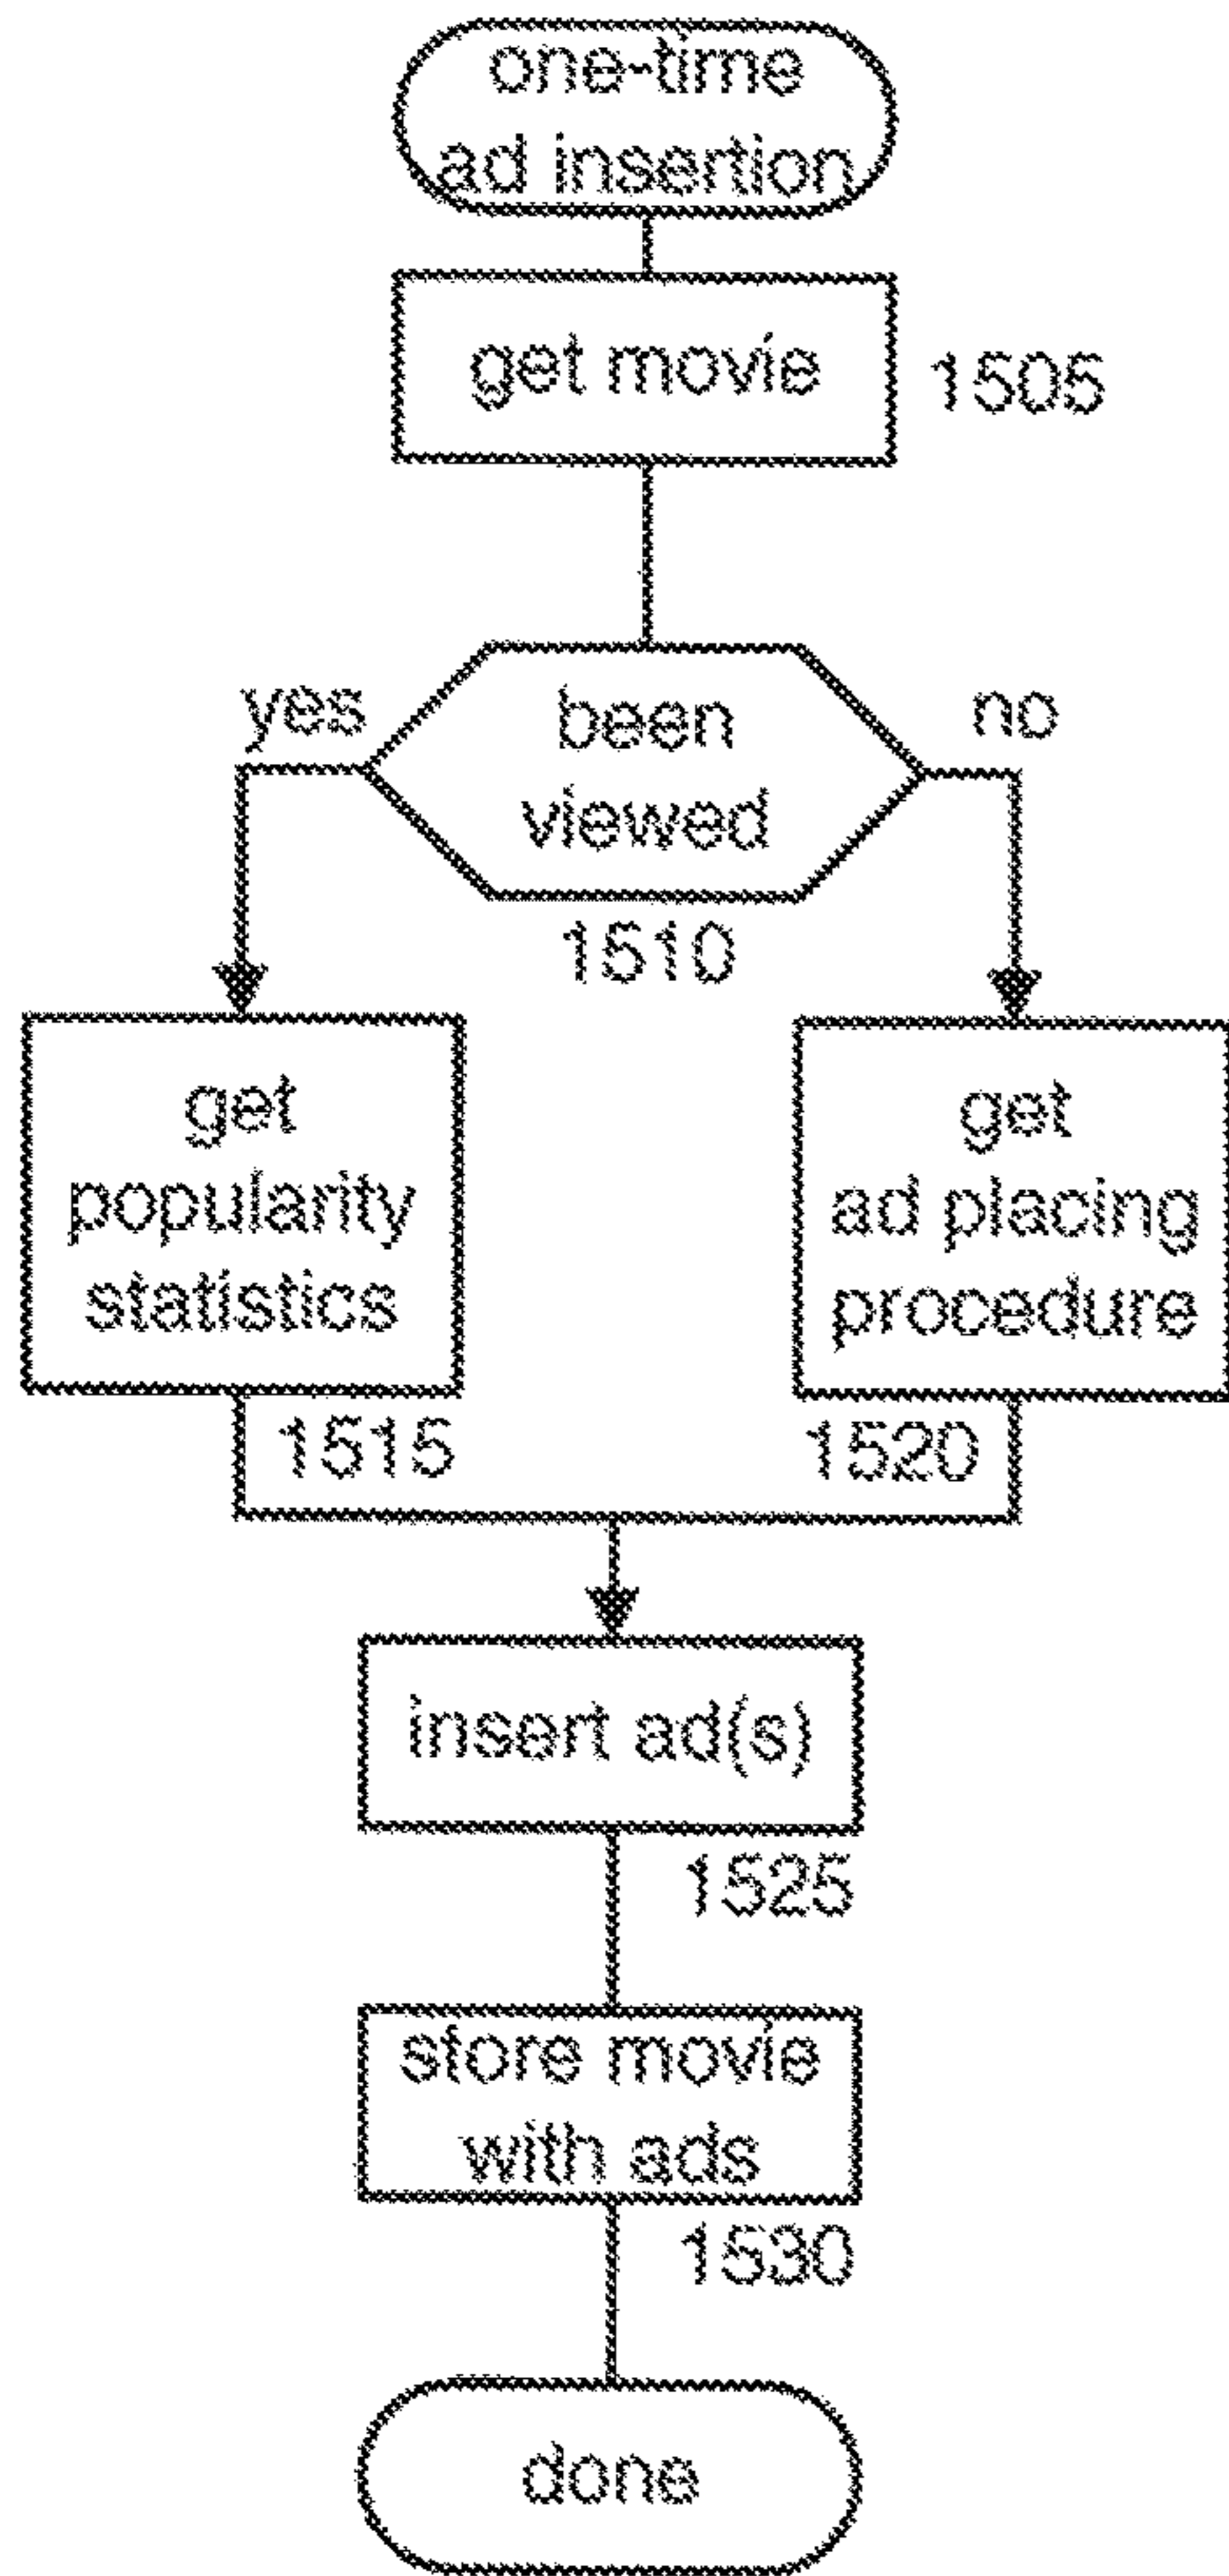 one-time
ad insertion
get movie
1505
yes
been
viewed
no
1510
get
popularity
statistics
1515
get
ad placing
procedure
1520
insert ad(s)
1525
store movie
with ads
1530
done